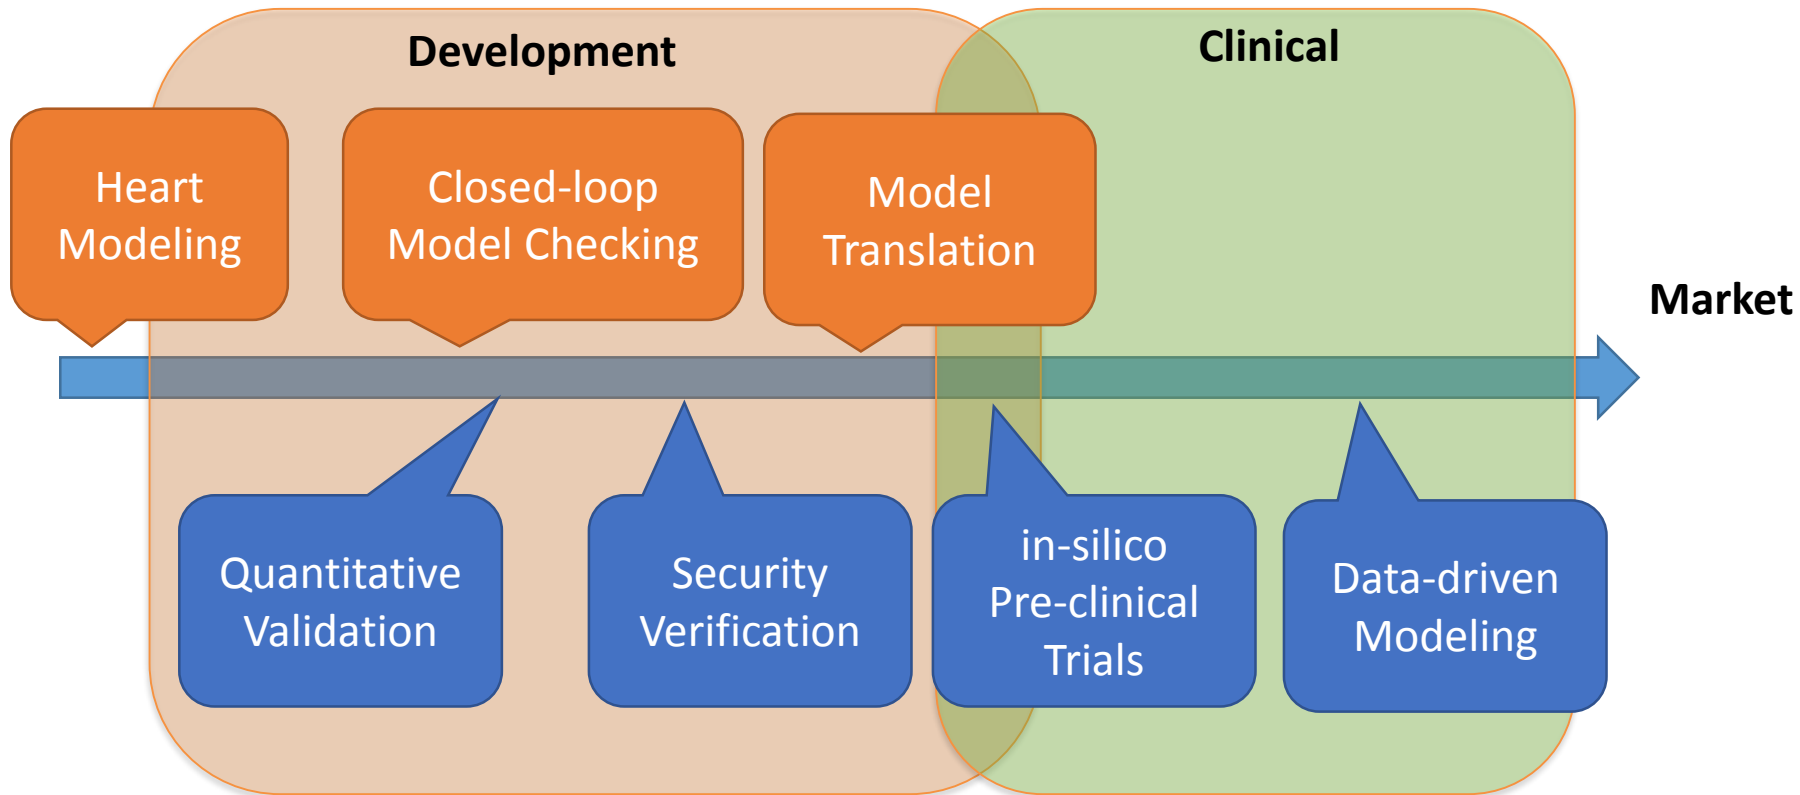 Development
Clinical
Heart
Modeling
Closed-loop
Model Checking
Model
Translation
Market
Quantitative
Validation
Security
Verification
in-silico
Pre-clinical
Trials
Data-driven
Modeling